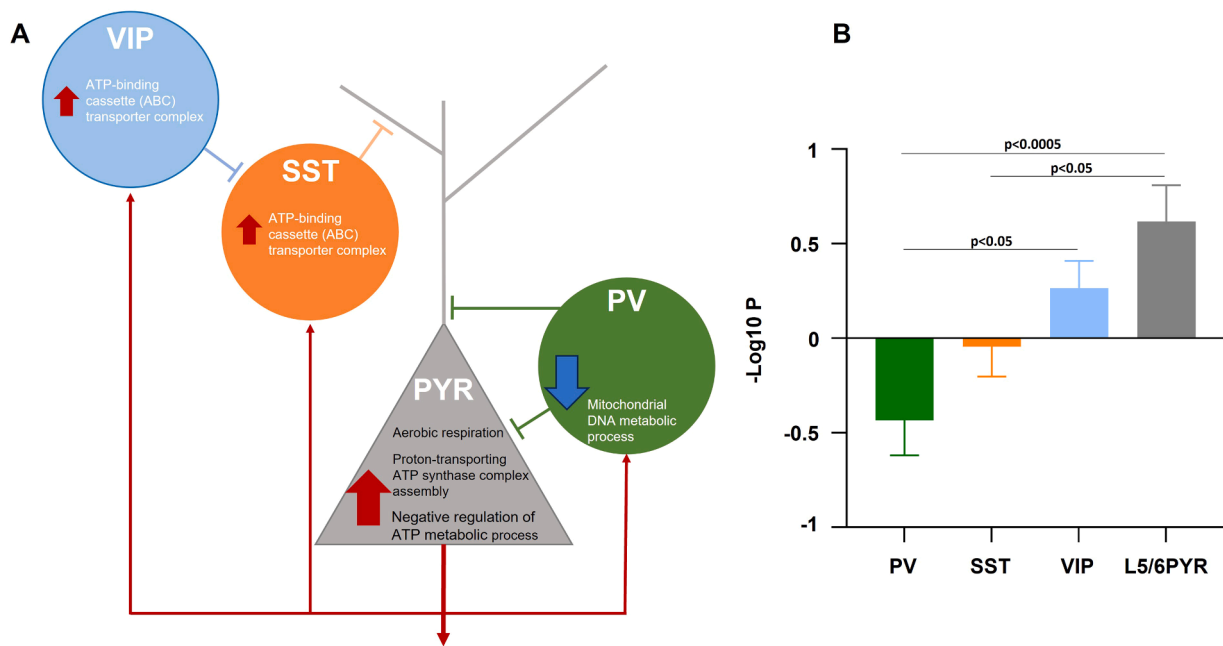 A
VIP
ATP-binding
cassette (ABC)
transporter complex
SST
ATP-binding
cassette (ABC)
transporter complex
PV
Mitochondrial
DNA metabolic
process
PYR
Aerobic respiration
Proton-transporting
ATP synthase complex
assembly
Negative regulation of
ATP metabolic process
B
-Log10 P
1
0.5
0
-0.5
-1
p<0.0005
p<0.05
p<0.05
PV
SST
VIP
L5/6PYR